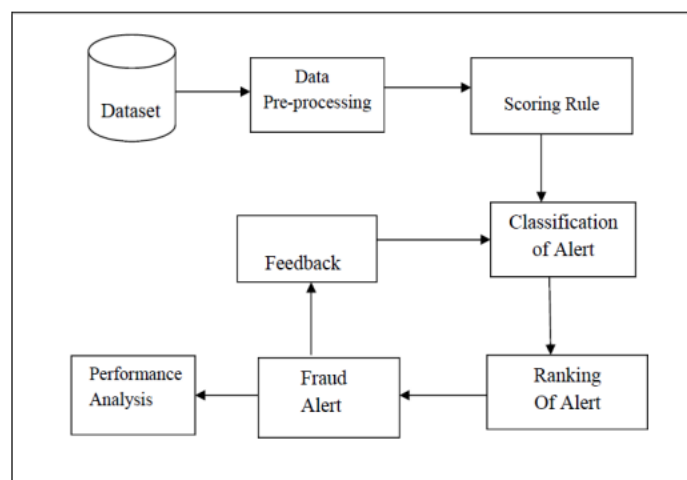 Dataset
Data
Pre-processing
Scoring Rule
Classification
of Alert
Feedback
Performance
Analysis
Fraud
Alert
Ranking
Of Alert